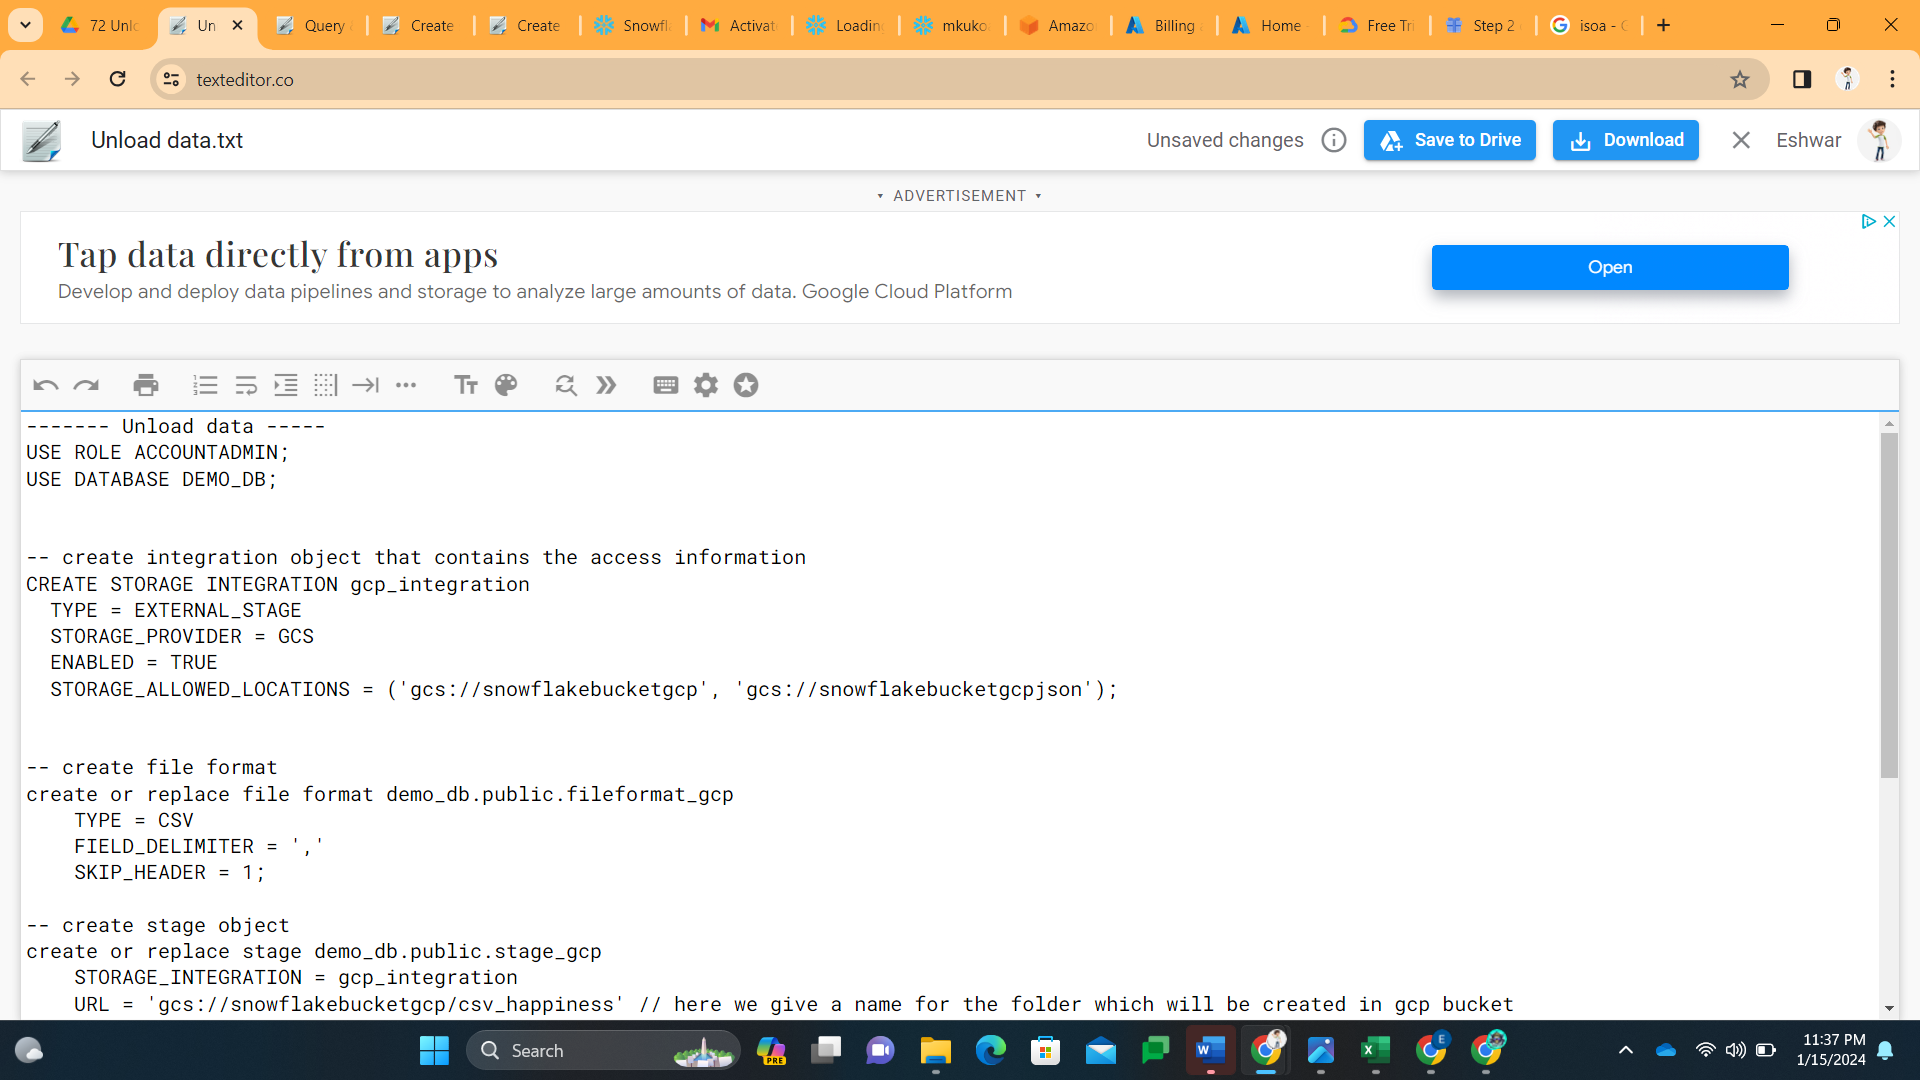 72 Unlo
Un
Query
Create
Create
Snowfl
Activat
Loading
mkuko
Amazo
Billing
Home
Free Tri
Step 2
isoa - G
texteditor.co
Unload data.txt
Unsaved changes
Save to Drive
Download
Eshwar
ADVERTISEMENT
Tap data directly from apps
Develop and deploy data pipelines and storage to analyze large amounts of data. Google Cloud Platform
Open
------- Unload data -----
USE ROLE ACCOUNTADMIN;
USE DATABASE DEMO_DB;
-- create integration object that contains the access information
CREATE STORAGE INTEGRATION gcp_integration
TYPE = EXTERNAL_STAGE
STORAGE_PROVIDER = GCS
ENABLED = TRUE
STORAGE_ALLOWED_LOCATIONS = ('gcs://snowflakebucketgcp', 'gcs://snowflakebucketgcpjson');
-- create file format
create or replace file format demo_db.public.fileformat_gcp
TYPE = CSV
FIELD_DELIMITER = ','
SKIP_HEADER = 1;
-- create stage object
create or replace stage demo_db.public.stage_gcp
STORAGE_INTEGRATION = gcp_integration
URL = 'gcs://snowflakebucketgcp/csv_happiness' // here we give a name for the folder which will be created in gcp bucket
Search
PRE
11:37 PM
1/15/2024